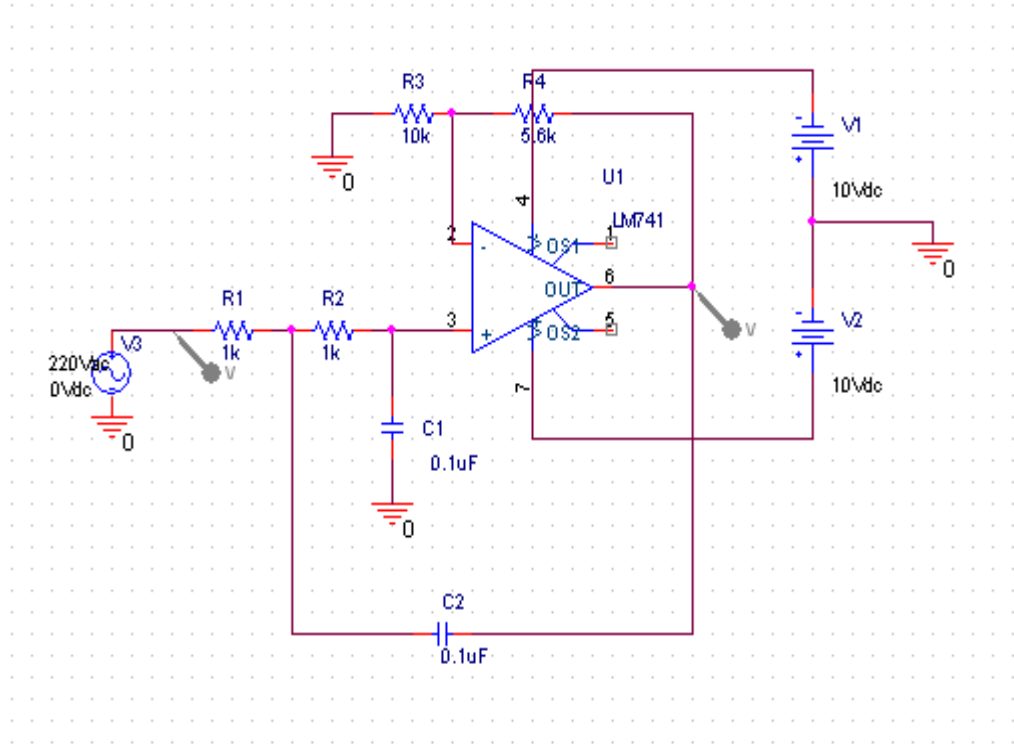 R3
R4
10k
5.6k
V1
10Vdc
0
U1
4
LM741
2
-
OS1
1
0
OUT
6
R1
R2
3
+
OS2
5
V
V2
1k
1k
V3
V
220Vac
0Vdc
7
10Vdc
0
C1
0.1uF
0
C2
0.1uF